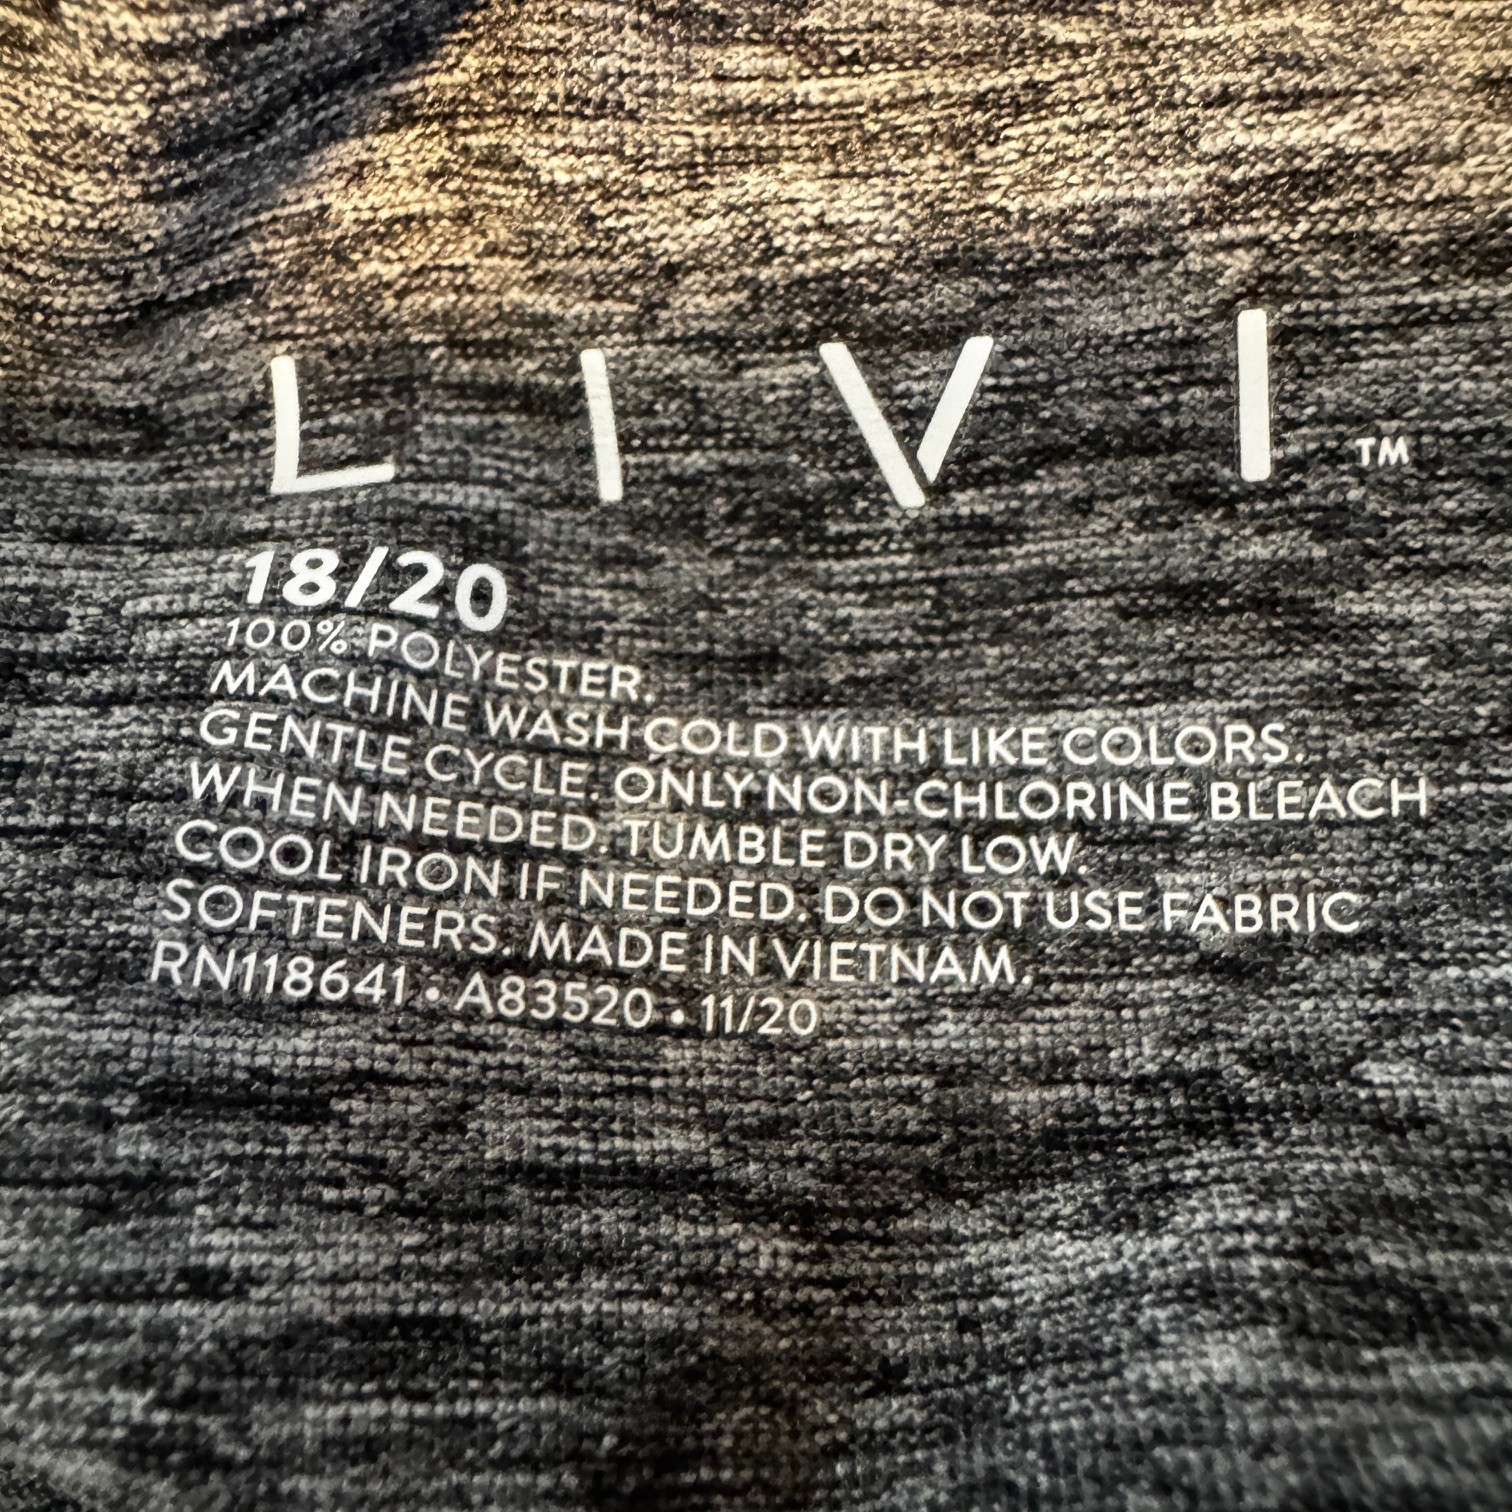 LIVI™
18/20
100% POLYESTER.
MACHINE WASH COLD WITH LIKE COLORS.
GENTLE CYCLE. ONLY NON-CHLORINE BLEACH
WHEN NEEDED. TUMBLE DRY LOW.
COOL IRON IF NEEDED. DO NOT USE FABRIC
SOFTENERS. MADE IN VIETNAM.
RN118641 • A83520 • 11/20